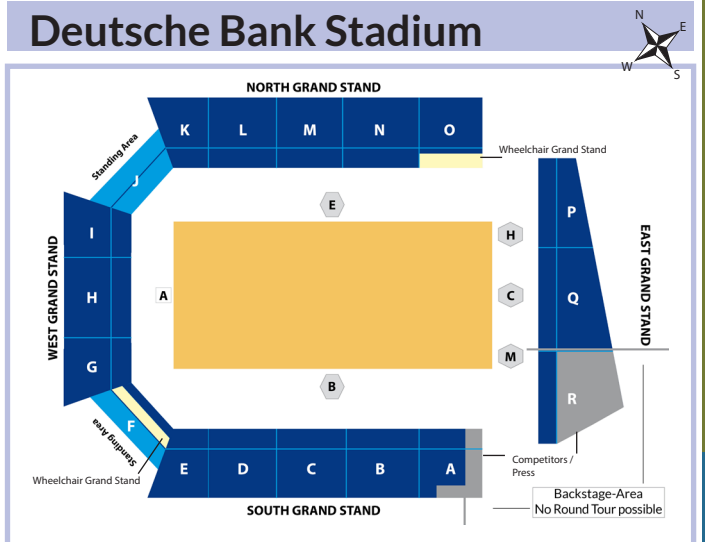 Deutsche Bank Stadium
N
E
W
S
NORTH GRAND STAND
K
L
M
N
O
Wheelchair Grand Stand
Standing Area
J
E
P
I
H
EAST GRAND STAND
WEST GRAND STAND
H
A
C
Q
G
M
B
R
F
Standing Area
Wheelchair Grand Stand
E
D
C
B
A
Competitors /
Press
SOUTH GRAND STAND
Backstage-Area
No Round Tour possible